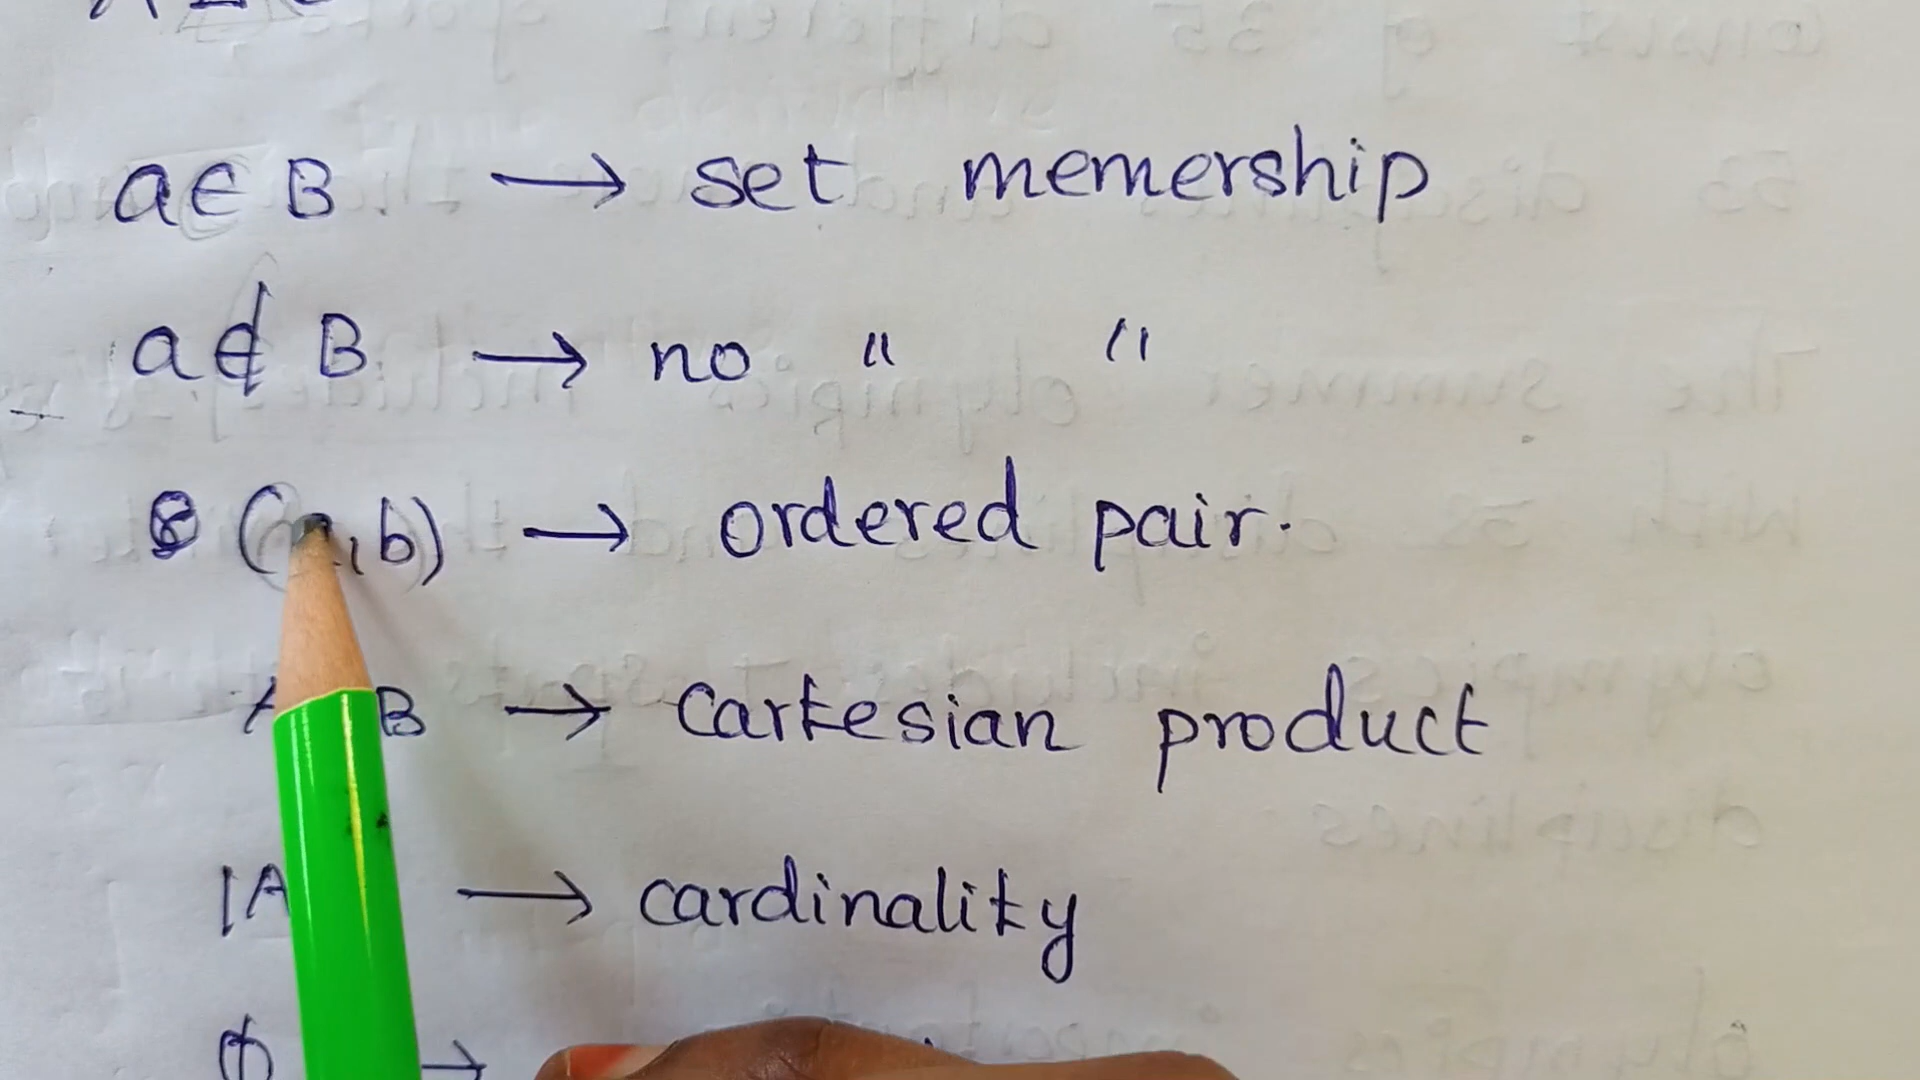 a ∈ B → set memership
a ∉ B → no " "
(a,b) → ordered pair.
B → Cartesian product
|A → cardinality
ϕ →